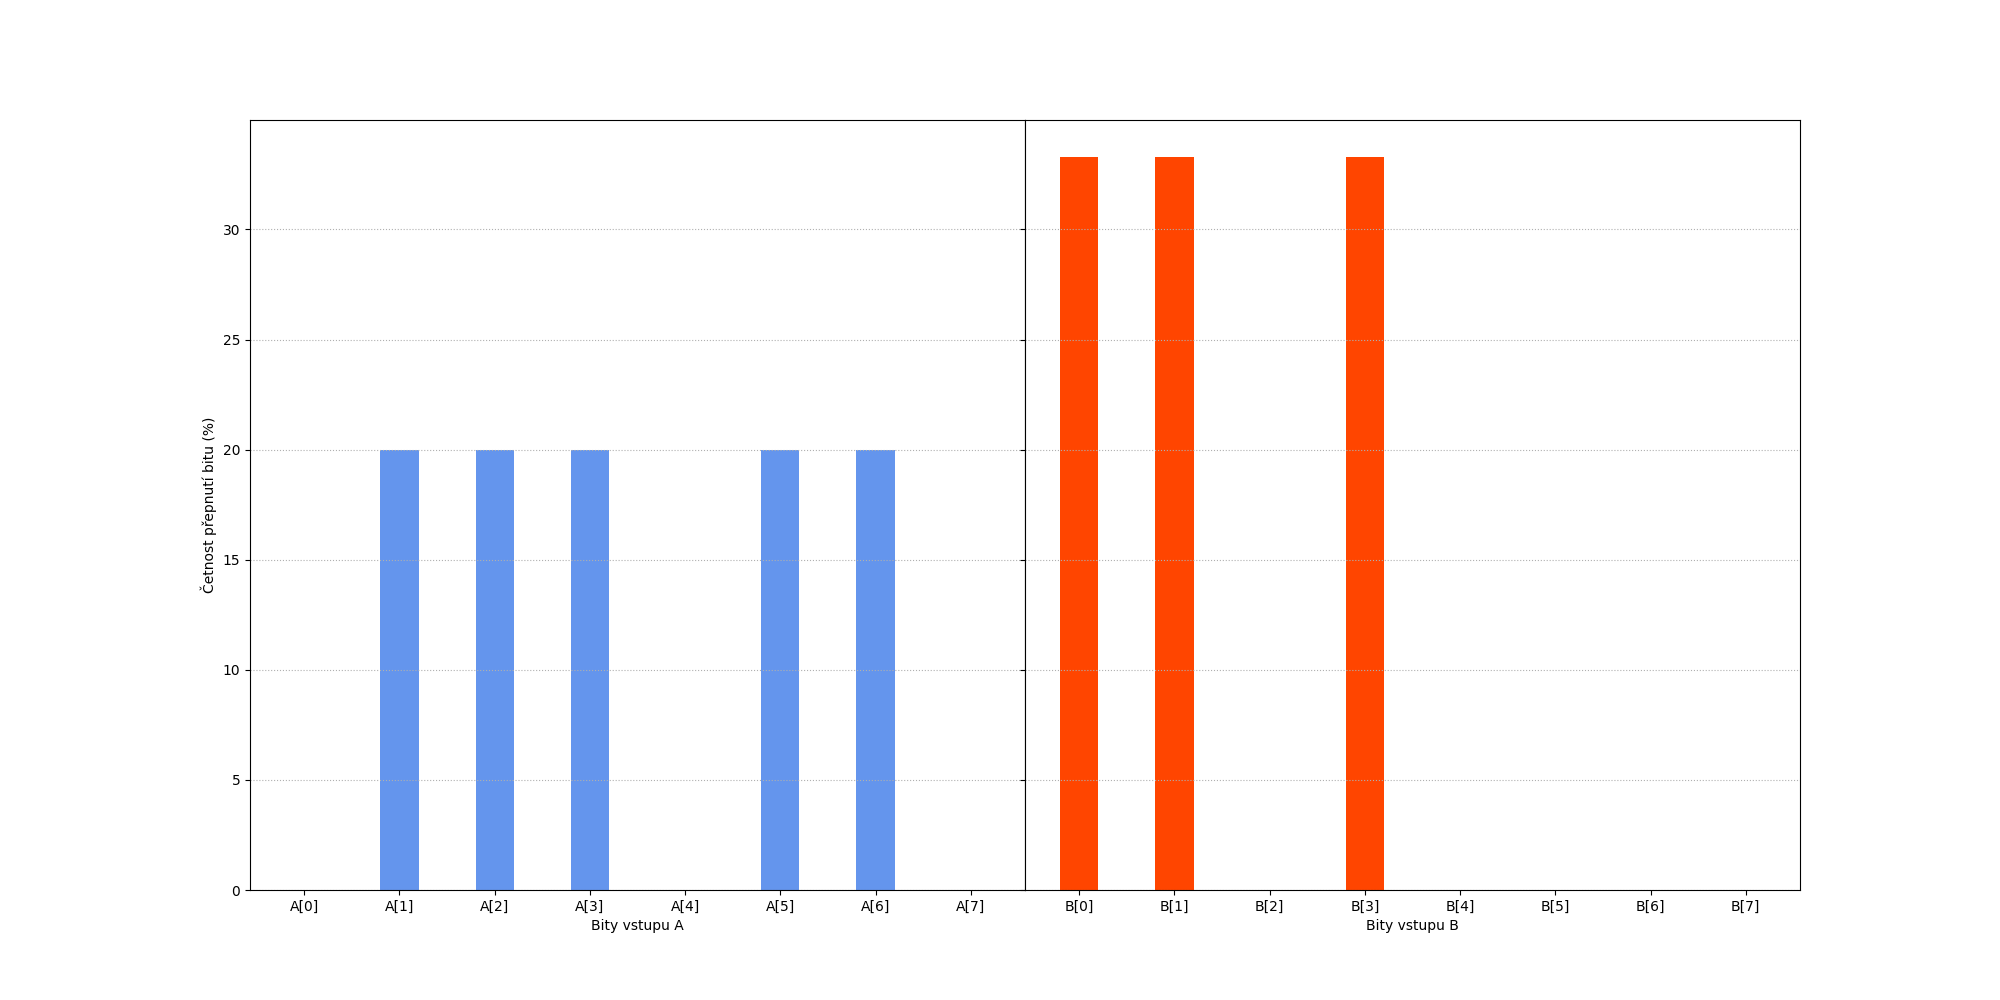 Četnost přepnutí bitu (%)
30
25
20
15
10
5
0
A[0] A[1] A[2] A[3] A[4] A[5] A[6] A[7]
Bity vstupu A
B[0] B[1] B[2] B[3] B[4] B[5] B[6] B[7]
Bity vstupu B